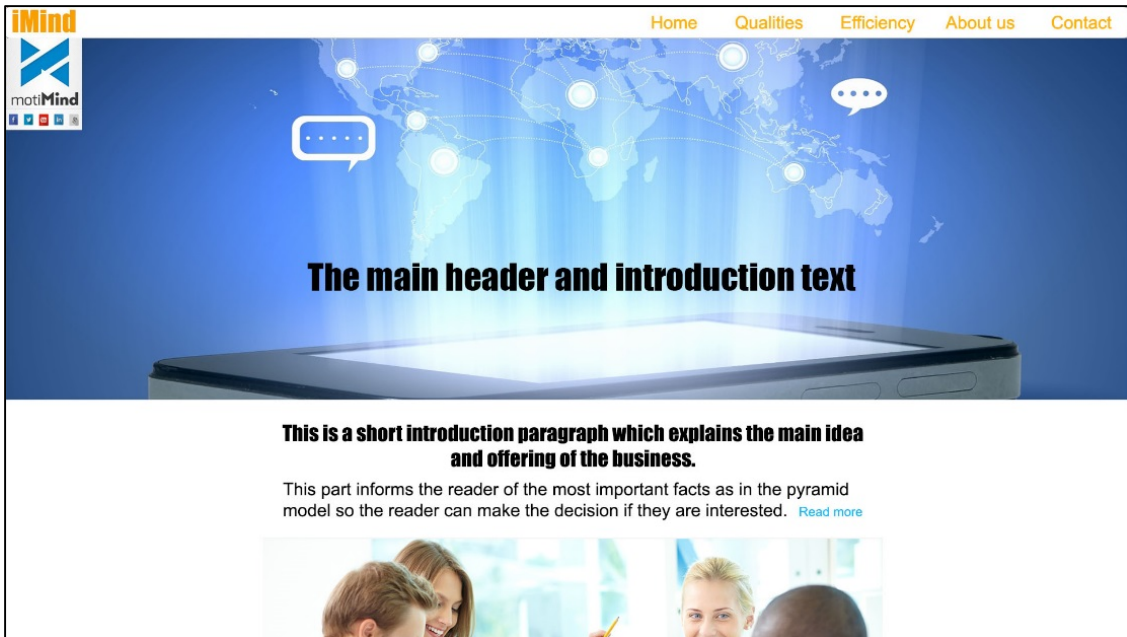 iMind
Home Qualities Efficiency About us Contact
motiMind
The main header and introduction text
This is a short introduction paragraph which explains the main idea
and offering of the business.
This part informs the reader of the most important facts as in the pyramid
model so the reader can make the decision if they are interested. Read more